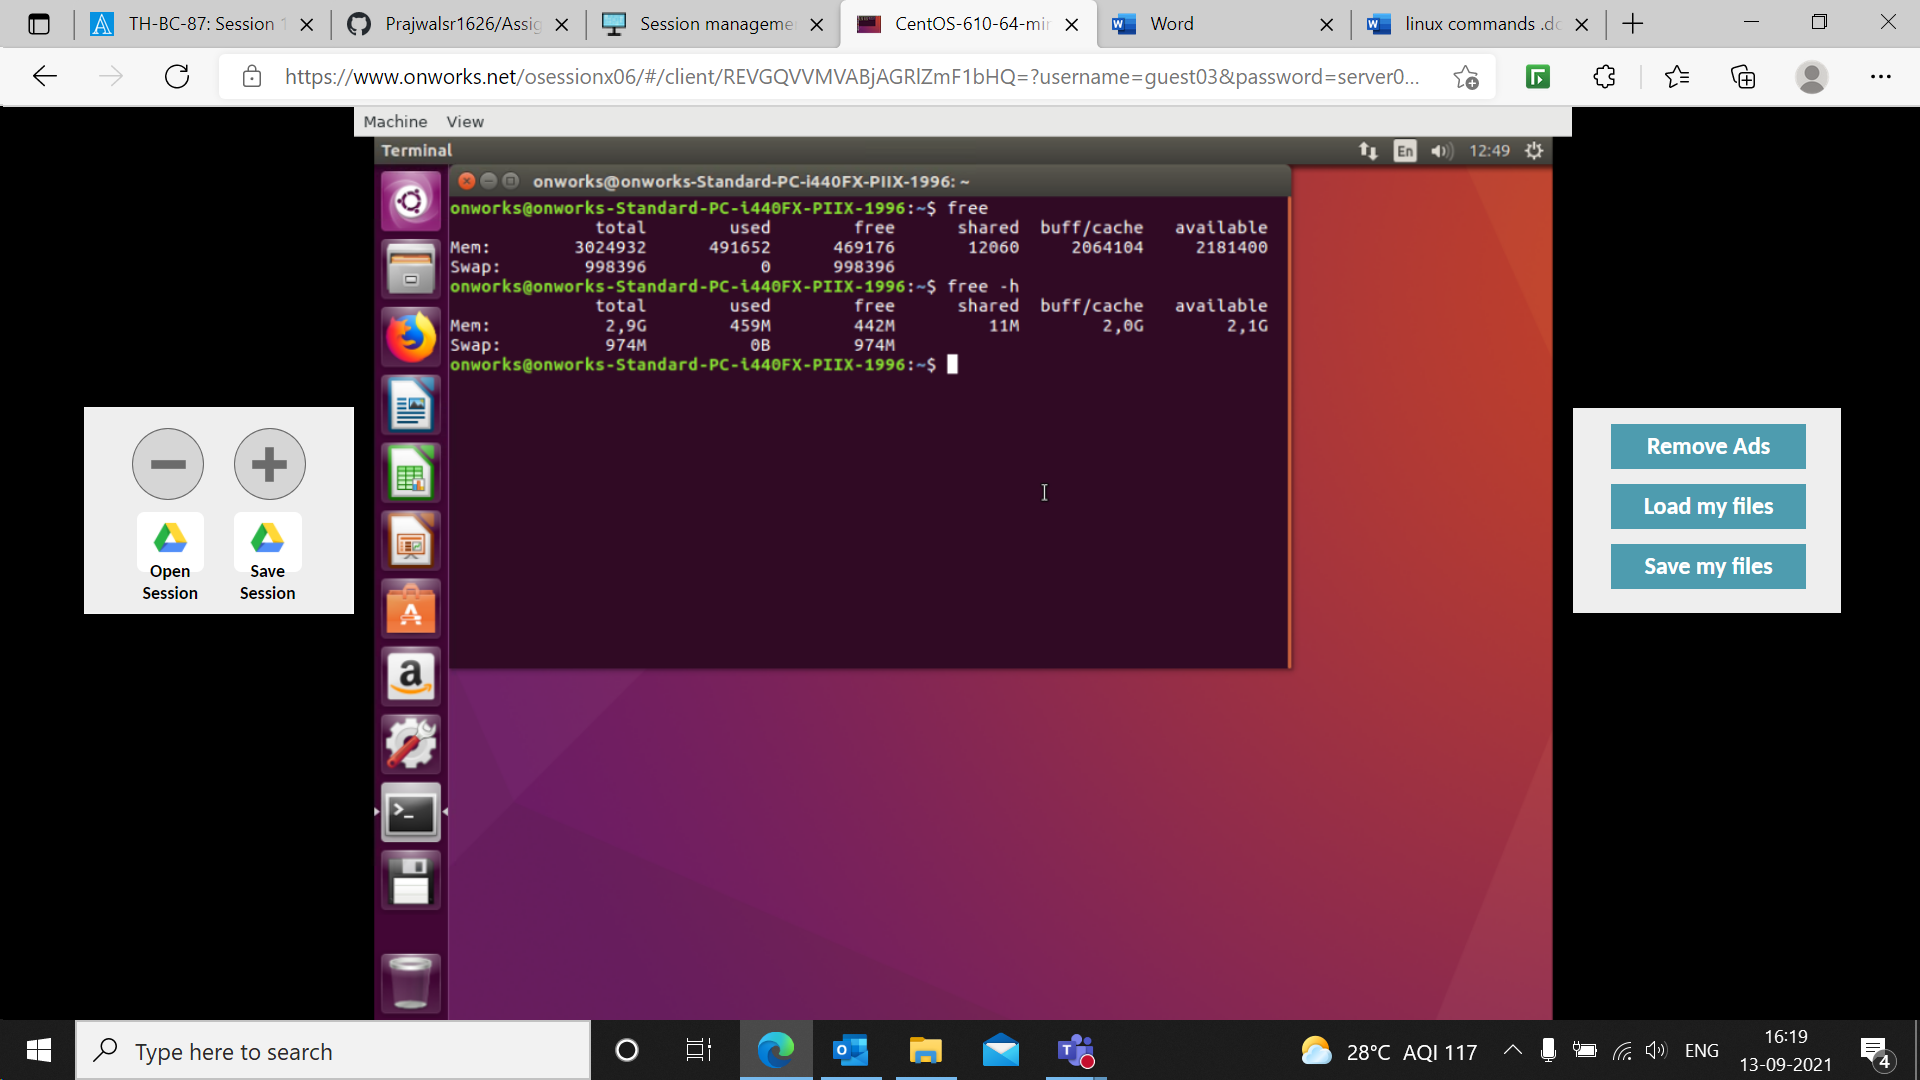 TH-BC-87: Session 1
Prajwalsr1626/Assig
Session manageme
CentOS-610-64-min
Word
linux commands .do
https://www.onworks.net/osessionx06/#/client/REVGQVVMVABjAGRlZmF1bHQ=?username=guest03&password=server0...
Machine View
Terminal
En
12:49
onworks@onworks-Standard-PC-i440FX-PIIX-1996: ~
onworks@onworks-Standard-PC-i440FX-PIIX-1996:~$ free
total used free shared buff/cache available
Mem: 3024932 491652 469176 12060 2064104 2181400
Swap: 998396 0 998396
onworks@onworks-Standard-PC-i440FX-PIIX-1996:~$ free -h
total used free shared buff/cache available
Mem: 2,9G 459M 442M 11M 2,0G 2,1G
Swap: 974M 0B 974M
onworks@onworks-Standard-PC-i440FX-PIIX-1996:~$
Open
Session
Save
Session
Remove Ads
Load my files
Save my files
Type here to search
28°C AQI 117
ENG
16:19
13-09-2021
4